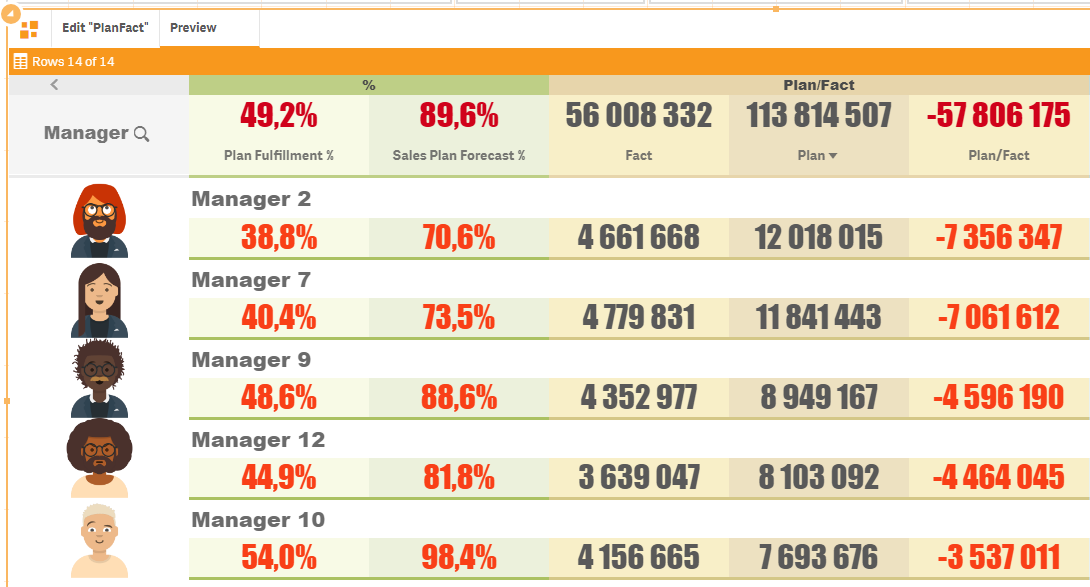 Edit "PlanFact" Preview
Rows 14 of 14
% Plan/Fact
Manager 49,2% 89,6% 56 008 332 113 814 507 -57 806 175
Plan Fulfillment % Sales Plan Forecast % Fact Plan Plan/Fact
Manager 2
38,8% 70,6% 4 661 668 12 018 015 -7 356 347
Manager 7
40,4% 73,5% 4 779 831 11 841 443 -7 061 612
Manager 9
48,6% 88,6% 4 352 977 8 949 167 -4 596 190
Manager 12
44,9% 81,8% 3 639 047 8 103 092 -4 464 045
Manager 10
54,0% 98,4% 4 156 665 7 693 676 -3 537 011